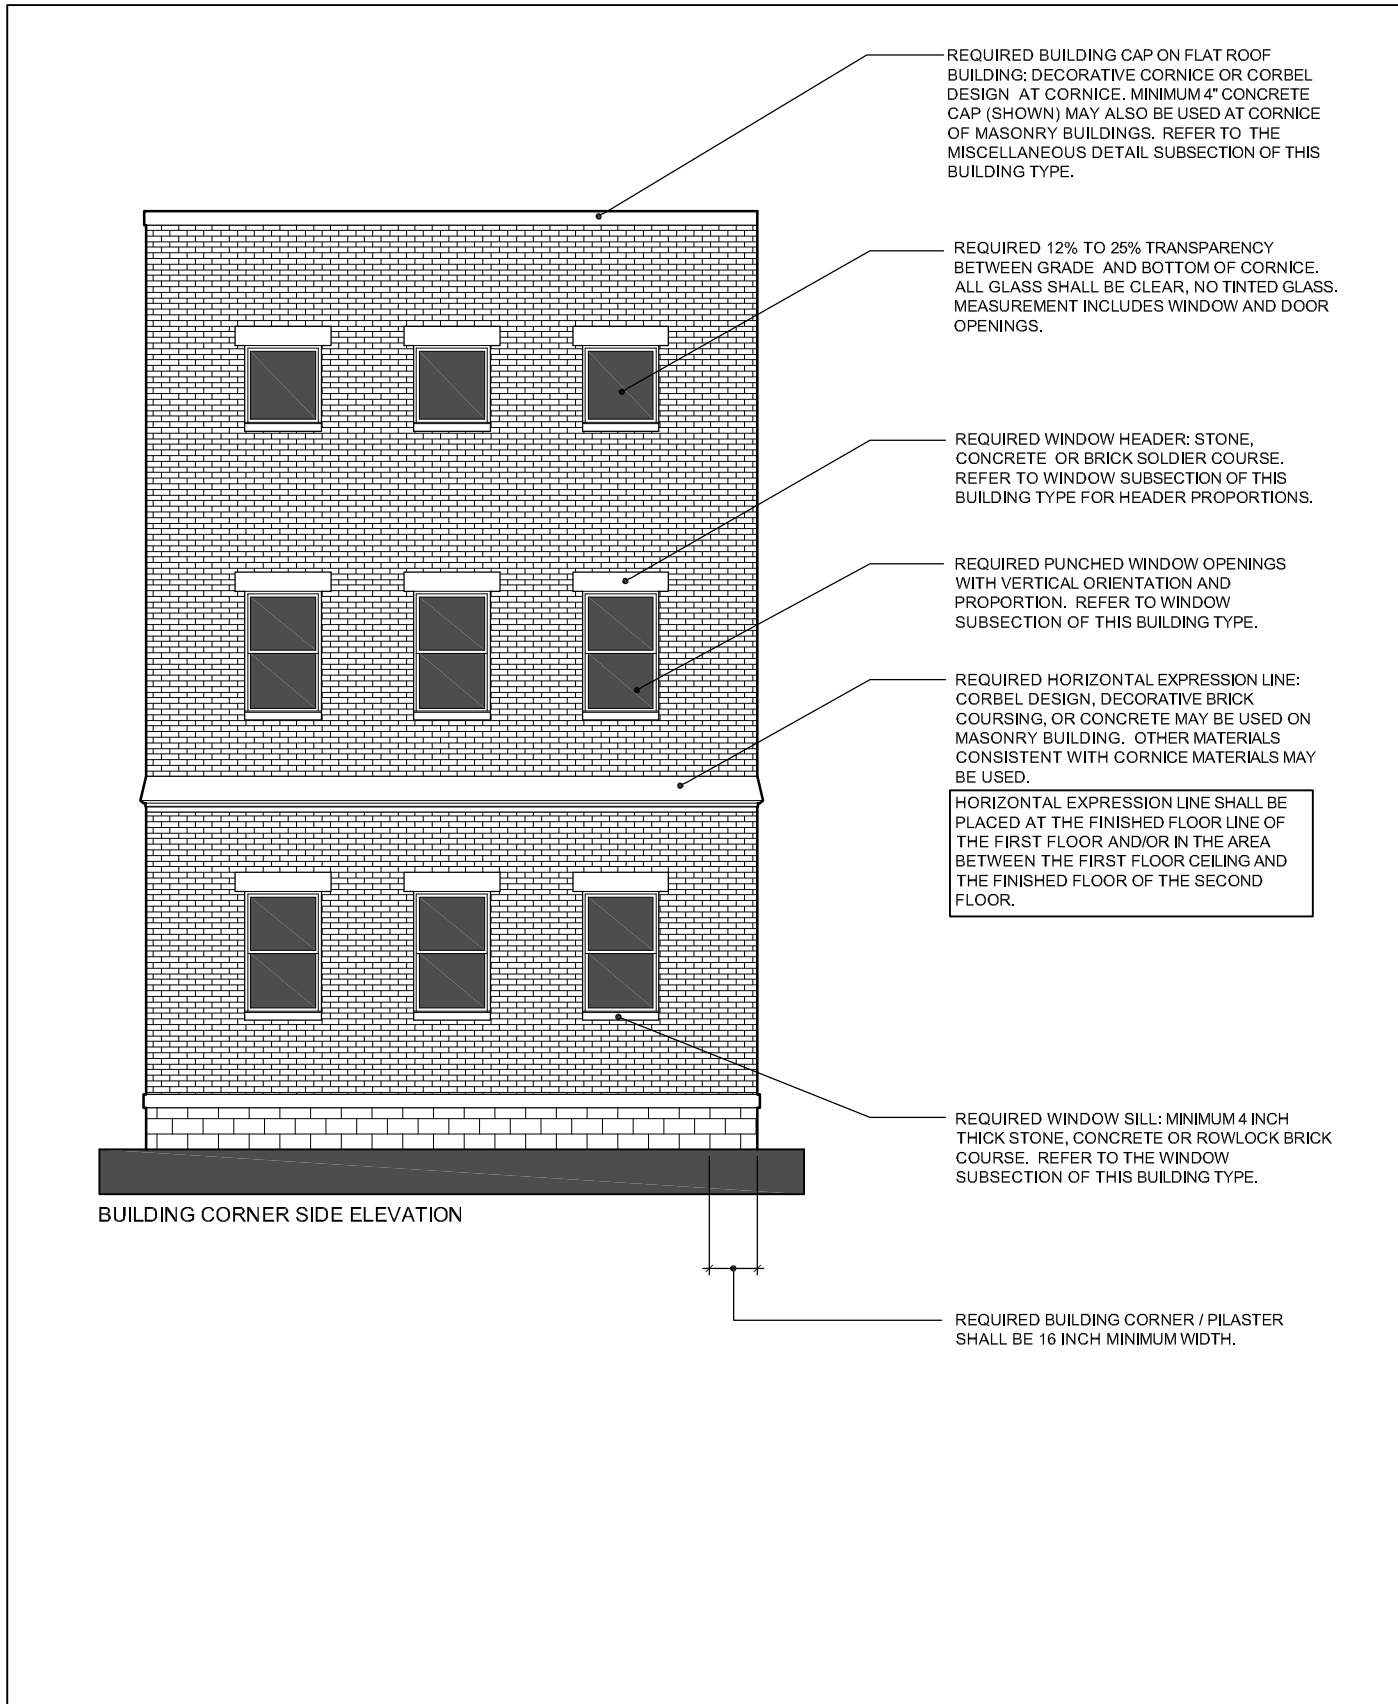 REQUIRED BUILDING CAP ON FLAT ROOF
BUILDING: DECORATIVE CORNICE OR CORBEL
DESIGN AT CORNICE. MINIMUM 4" CONCRETE
CAP (SHOWN) MAY ALSO BE USED AT CORNICE
OF MASONRY BUILDINGS. REFER TO THE
MISCELLANEOUS DETAIL SUBSECTION OF THIS
BUILDING TYPE.
REQUIRED 12% TO 25% TRANSPARENCY
BETWEEN GRADE AND BOTTOM OF CORNICE.
ALL GLASS SHALL BE CLEAR, NO TINTED GLASS.
MEASUREMENT INCLUDES WINDOW AND DOOR
OPENINGS.
REQUIRED WINDOW HEADER: STONE,
CONCRETE OR BRICK SOLDIER COURSE.
REFER TO WINDOW SUBSECTION OF THIS
BUILDING TYPE FOR HEADER PROPORTIONS.
REQUIRED PUNCHED WINDOW OPENINGS
WITH VERTICAL ORIENTATION AND
PROPORTION. REFER TO WINDOW
SUBSECTION OF THIS BUILDING TYPE.
REQUIRED HORIZONTAL EXPRESSION LINE:
CORBEL DESIGN, DECORATIVE BRICK
COURSING, OR CONCRETE MAY BE USED ON
MASONRY BUILDING. OTHER MATERIALS
CONSISTENT WITH CORNICE MATERIALS MAY
BE USED.
HORIZONTAL EXPRESSION LINE SHALL BE
PLACED AT THE FINISHED FLOOR LINE OF
THE FIRST FLOOR AND/OR IN THE AREA
BETWEEN THE FIRST FLOOR CEILING AND
THE FINISHED FLOOR OF THE SECOND
FLOOR.
REQUIRED WINDOW SILL: MINIMUM 4 INCH
THICK STONE, CONCRETE OR ROWLOCK BRICK
COURSE. REFER TO THE WINDOW
SUBSECTION OF THIS BUILDING TYPE.
BUILDING CORNER SIDE ELEVATION
REQUIRED BUILDING CORNER / PILASTER
SHALL BE 16 INCH MINIMUM WIDTH.